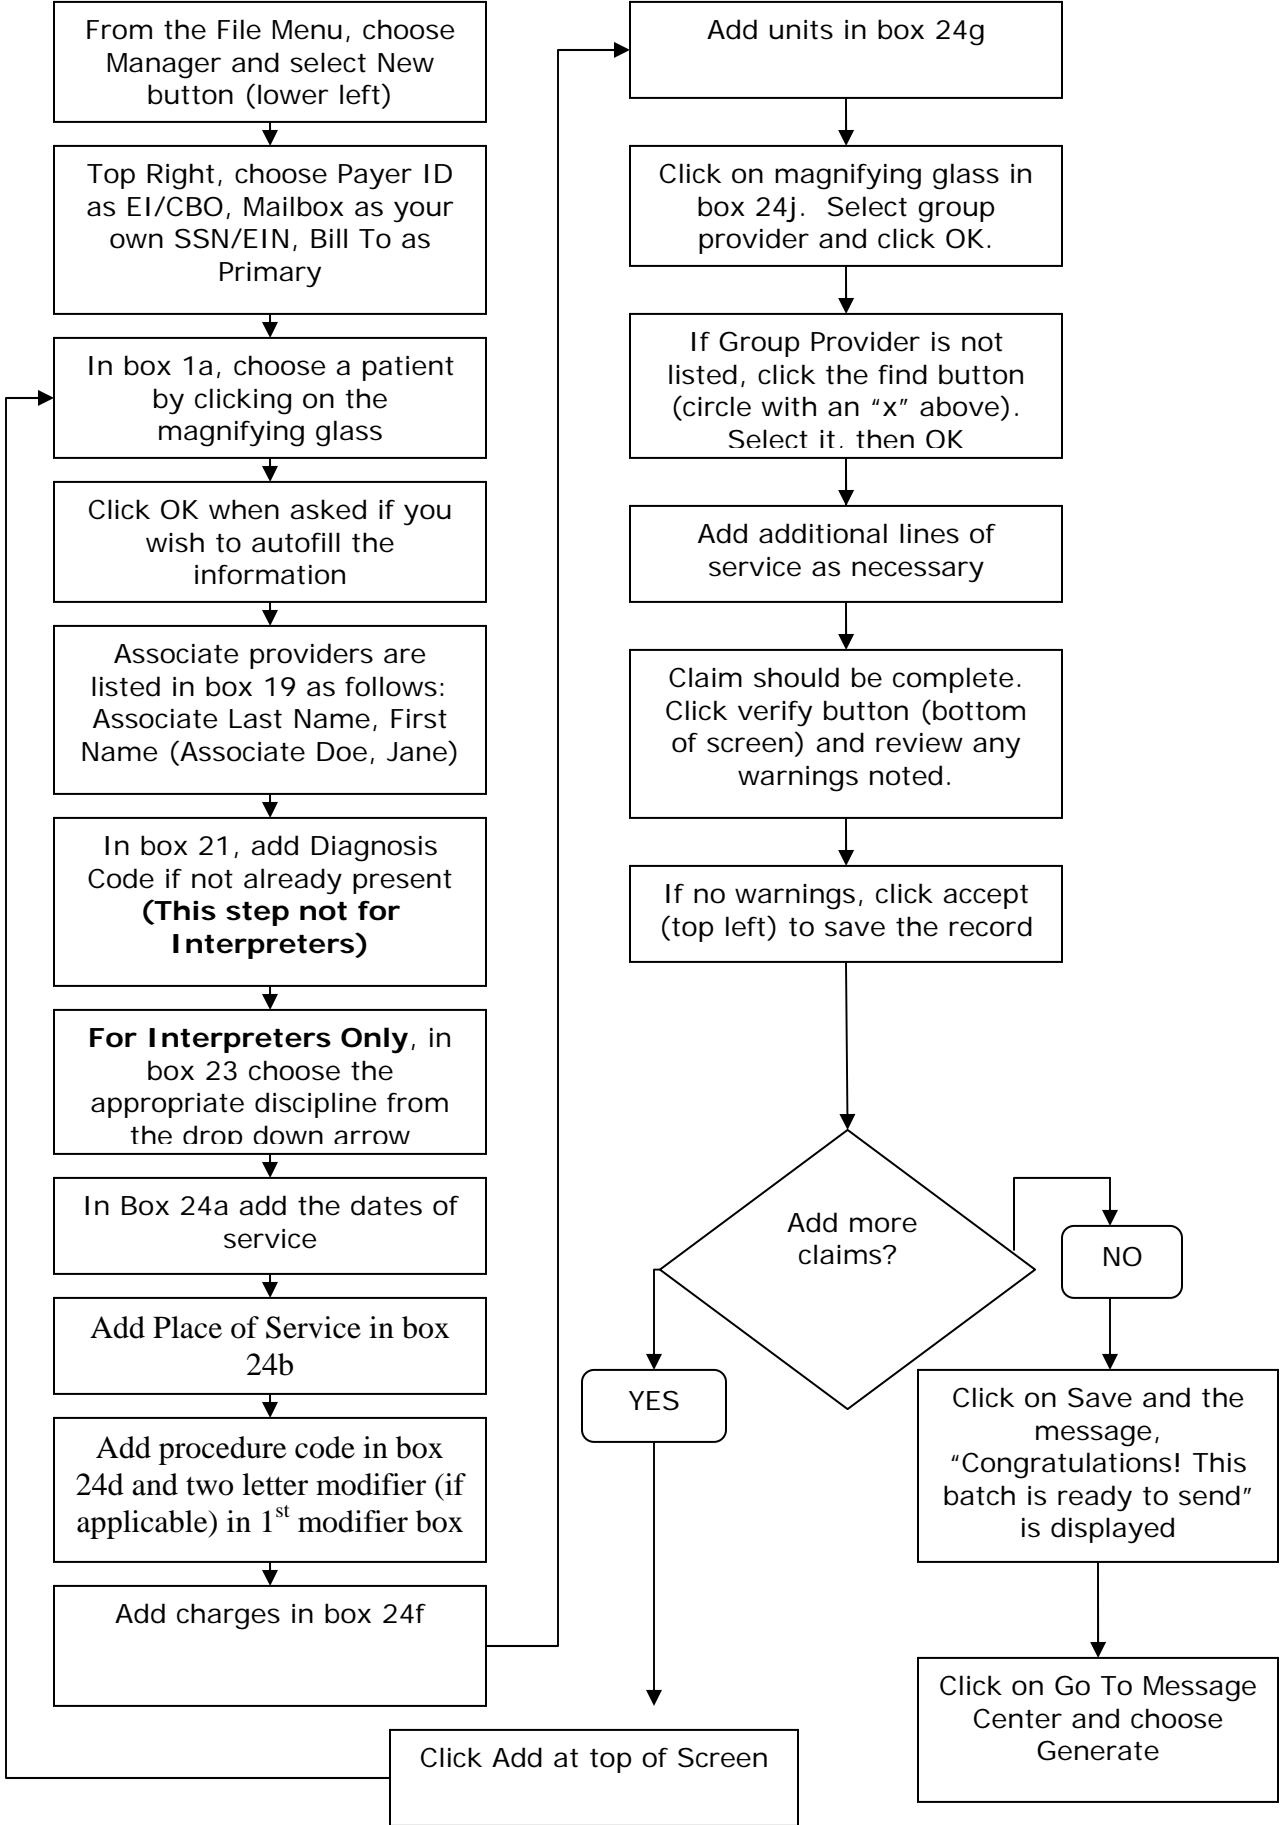 From the File Menu, choose
Manager and select New
button (lower left)
Top Right, choose Payer ID
as EI/CBO, Mailbox as your
own SSN/EIN, Bill To as
Primary
In box 1a, choose a patient
by clicking on the
magnifying glass
Click OK when asked if you
wish to autofill the
information
Associate providers are
listed in box 19 as follows:
Associate Last Name, First
Name (Associate Doe, Jane)
In box 21, add Diagnosis
Code if not already present
(This step not for
Interpreters)
For Interpreters Only, in
box 23 choose the
appropriate discipline from
the drop down arrow
In Box 24a add the dates of
service
Add Place of Service in box
24b
Add procedure code in box
24d and two letter modifier (if
applicable) in 1st modifier box
Add charges in box 24f
Add units in box 24g
Click on magnifying glass in
box 24j. Select group
provider and click OK.
If Group Provider is not
listed, click the find button
(circle with an “x” above).
Select it, then OK
Add additional lines of
service as necessary
Claim should be complete.
Click verify button (bottom
of screen) and review any
warnings noted.
If no warnings, click accept
(top left) to save the record
Add more
claims?
NO
YES
Click on Save and the
message,
“Congratulations! This
batch is ready to send”
is displayed
Click on Go To Message
Center and choose
Generate
Click Add at top of Screen